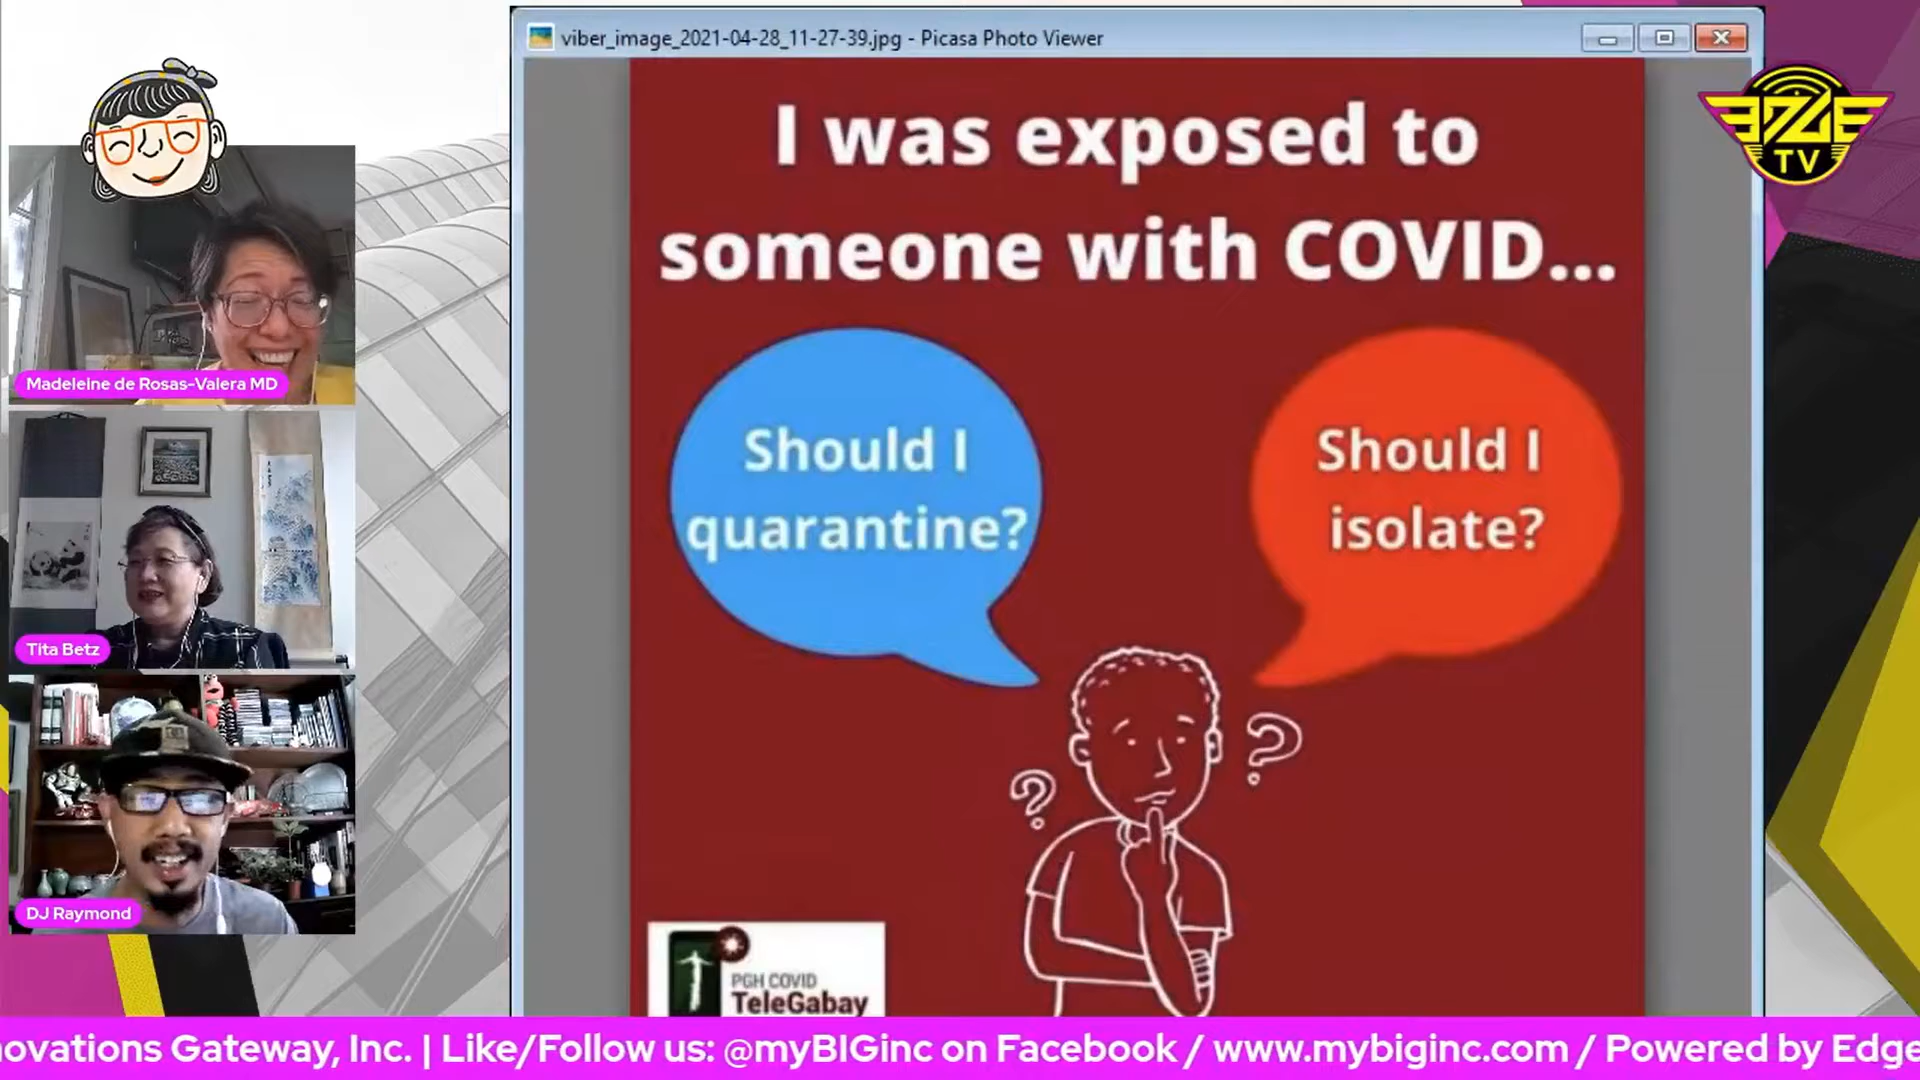 viber_image_2021-04-28_11-27-39.jpg - Picasa Photo Viewer
I was exposed to
someone with COVID...
Should I
quarantine?
Should I
isolate?
PGH COVID
TeleGabay
EDGE
TV
Madeleine de Rosas-Valera MD
Tita Betz
DJ Raymond
novations Gateway, Inc. | Like/Follow us: @myBIGinc on Facebook / www.mybiginc.com / Powered by Edge